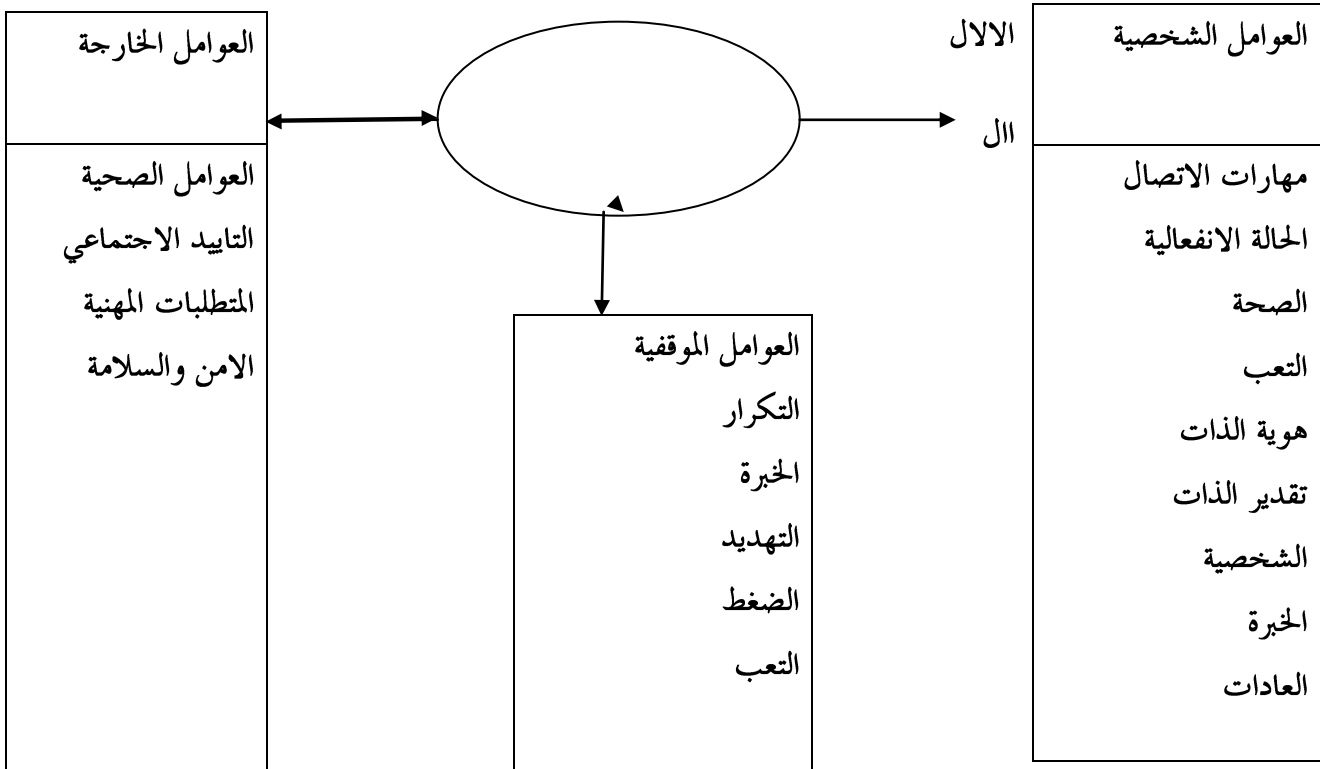 العوامل الشخصية
مهارات الاتصال
الحالة الانفعالية
الصحة
التعب
هوية الذات
تقدير الذات
الشخصية
الخبرة
العادات
الالال
اال
العوامل الموقفية
التكرار
الخبرة
التهديد
الضغط
التعب
العوامل الخارجة
العوامل الصحية
التاييد الاجتماعي
المتطلبات المهنية
الامن والسلامة